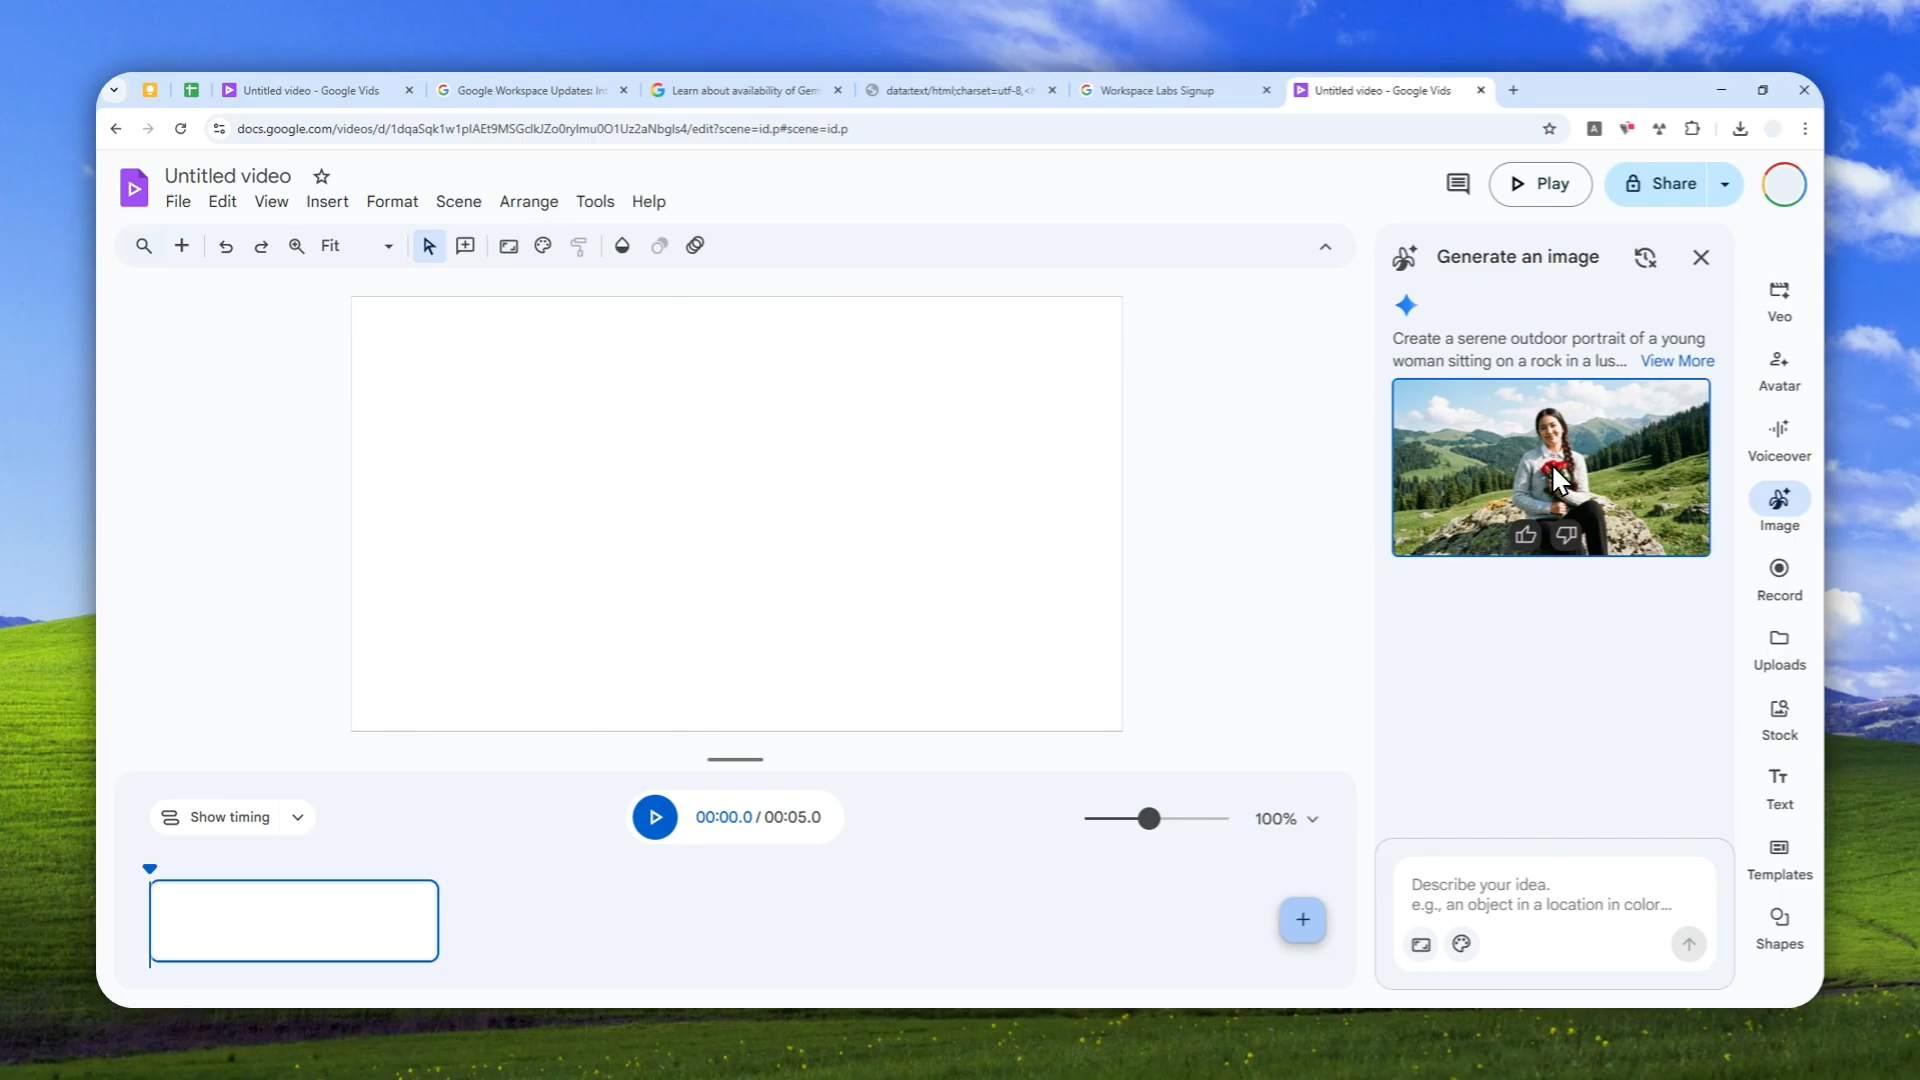 Untitled video - Google Vids
Google Workspace Updates: In
Learn about availability of Gem
data:text/html;charset=utf-8,<h
Workspace Labs Signup
Untitled video - Google Vids
docs.google.com/videos/d/1dqaSqk1w1pIAEt9MSGclkJZo0rylmu0O1Uz2aNbgls4/edit?scene=id.p#scene=id.p
Untitled video
File Edit View Insert Format Scene Arrange Tools Help
Play
Share
Fit
Generate an image
Create a serene outdoor portrait of a young
woman sitting on a rock in a lus... View More
Veo
Avatar
Voiceover
Image
Record
Uploads
Stock
Text
Templates
Shapes
Show timing
00:00.0 / 00:05.0
100%
Describe your idea.
e.g., an object in a location in color...